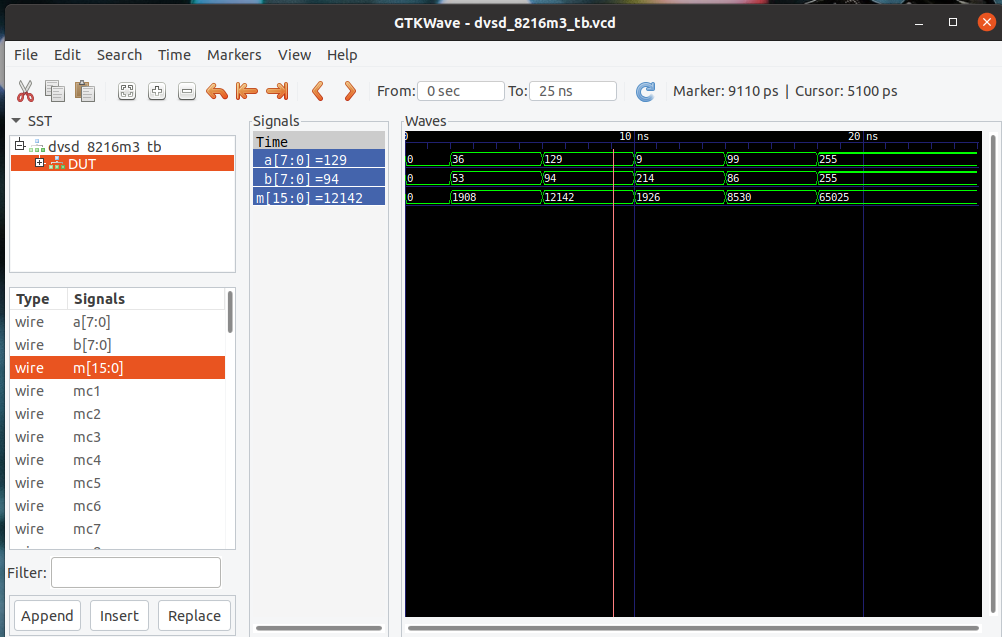 GTKWave - dvsd_8216m3_tb.vcd
File Edit Search Time Markers View Help
From: 0 sec To: 25 ns Marker: 9110 ps | Cursor: 5100 ps
SST
dvsd_8216m3_tb
DUT
Type Signals
wire a[7:0]
wire b[7:0]
wire m[15:0]
wire mc1
wire mc2
wire mc3
wire mc4
wire mc5
wire mc6
wire mc7
Filter:
Append Insert Replace
Signals
Time
a[7:0] =129
b[7:0] =94
m[15:0] =12142
Waves
0 10 ns 20 ns
0 36 129 9 99 255
0 53 94 214 86 255
0 1908 12142 1926 8530 65025